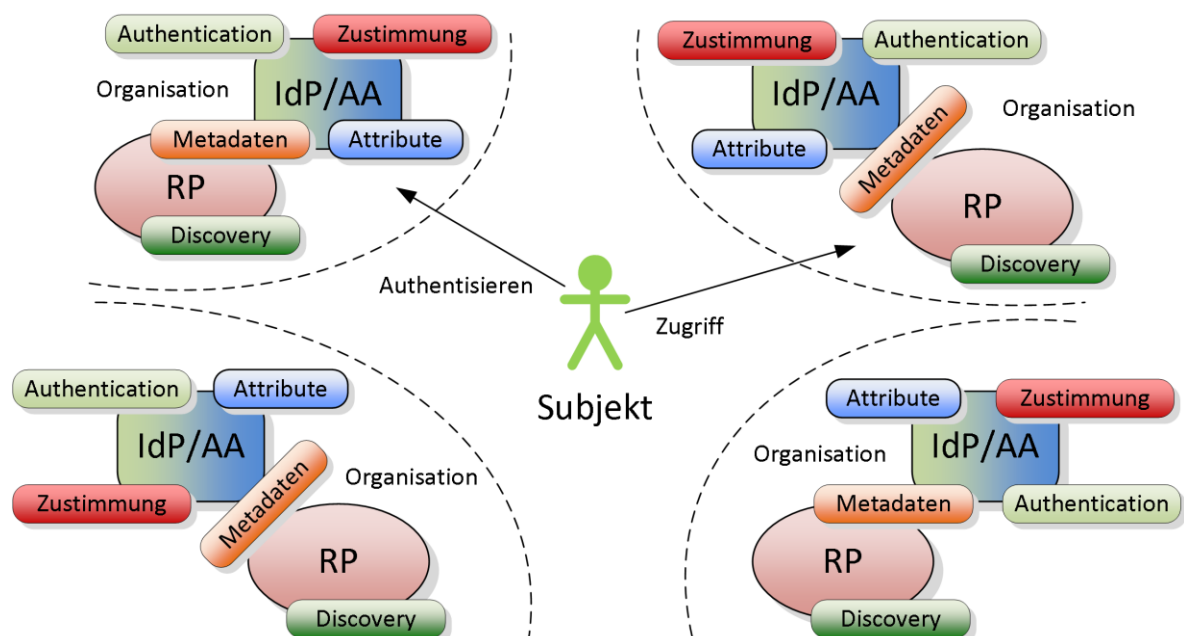 Authentication
Zustimmung
Organisation
IdP/AA
Metadaten
Attribute
RP
Discovery
Zustimmung
Authentication
IdP/AA
Organisation
Attribute
Metadaten
RP
Discovery
Authentisieren
Zugriff
Subjekt
Authentication
Attribute
IdP/AA
Organisation
Zustimmung
Metadaten
RP
Discovery
Attribute
Zustimmung
Organisation
IdP/AA
Metadaten
Authentication
RP
Discovery